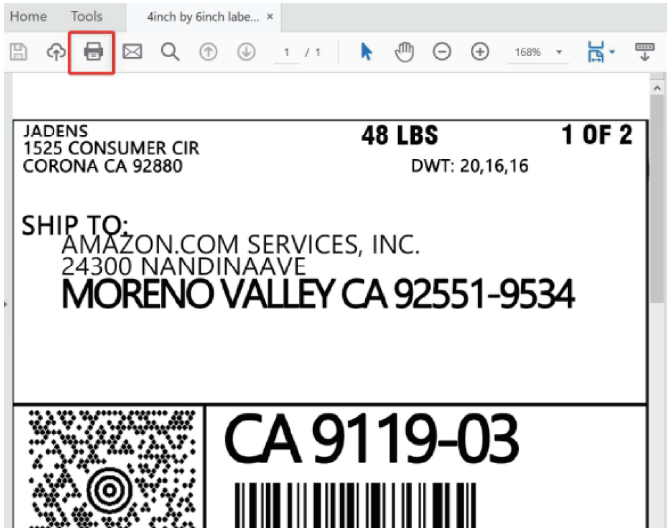 Home Tools 4inch by 6inch labe... ×
1 / 1 168%
JADENS 48 LBS 1 OF 2
1525 CONSUMER CIR
CORONA CA 92880 DWT: 20,16,16
SHIP TO:
AMAZON.COM SERVICES, INC.
24300 NANDINAAVE
MORENO VALLEY CA 92551-9534
CA 9119-03